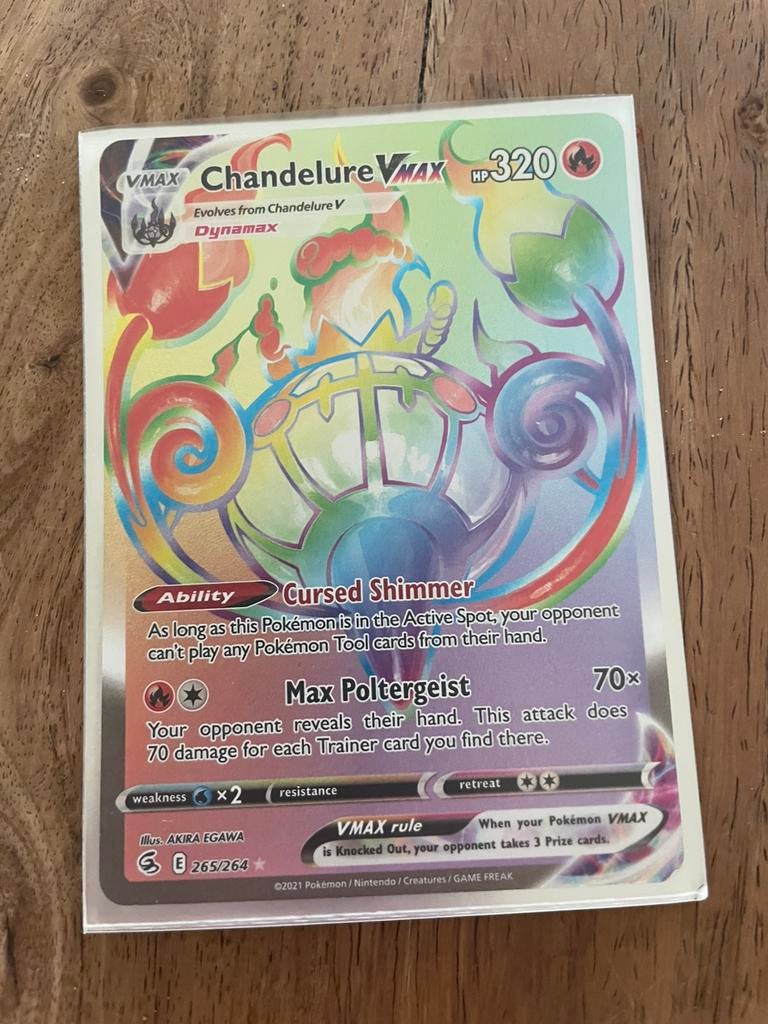 VMAX Chandelure VMAX HP 320
Evolves from Chandelure V
Dynamax
Ability Cursed Shimmer
As long as this Pokémon is in the Active Spot, your opponent
can't play any Pokémon Tool cards from their hand.
Max Poltergeist 70×
Your opponent reveals their hand. This attack does
70 damage for each Trainer card you find there.
weakness ×2 resistance retreat
Illus. AKIRA EGAWA
VMAX rule When your Pokémon VMAX
is Knocked Out, your opponent takes 3 Prize cards.
E 265/264
©2021 Pokémon / Nintendo / Creatures / GAME FREAK